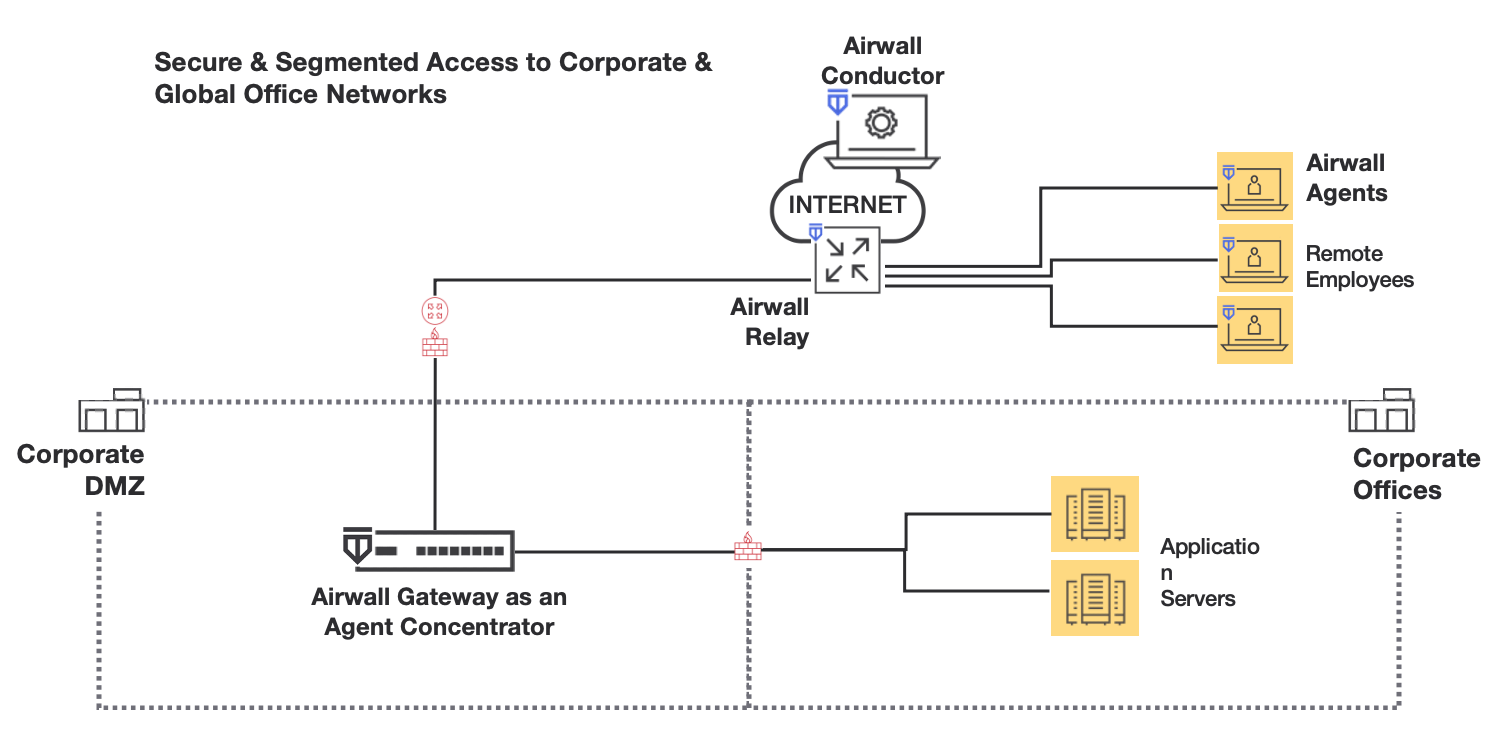 Secure & Segmented Access to Corporate &
Global Office Networks
Airwall
Conductor
INTERNET
Airwall
Relay
Airwall
Agents
Remote
Employees
Corporate
DMZ
Corporate
Offices
Airwall Gateway as an
Agent Concentrator
Applicatio
n
Servers